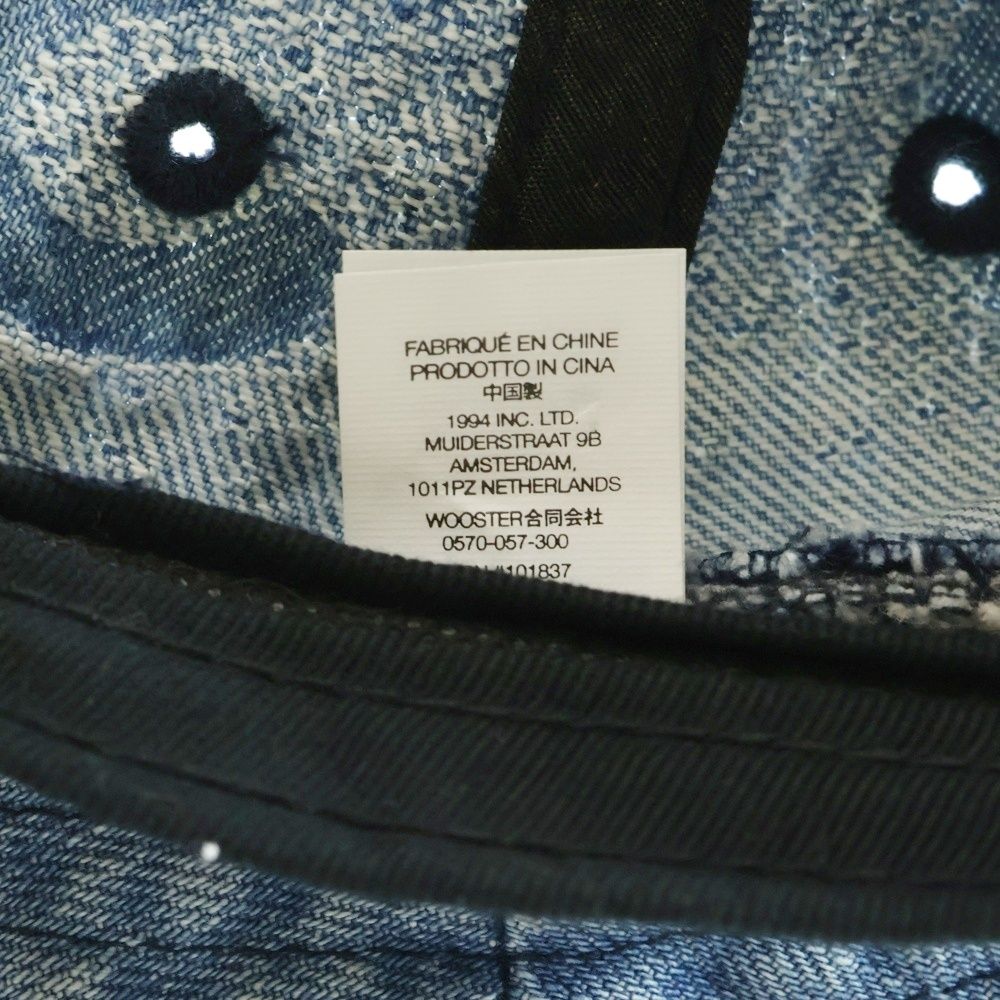 FABRIQUÉ EN CHINE
PRODOTTO IN CINA
中国製
1994 INC. LTD.
MUIDERSTRAAT 9B
AMSTERDAM,
1011PZ NETHERLANDS
WOOSTER合同会社
0570-057-300
101837